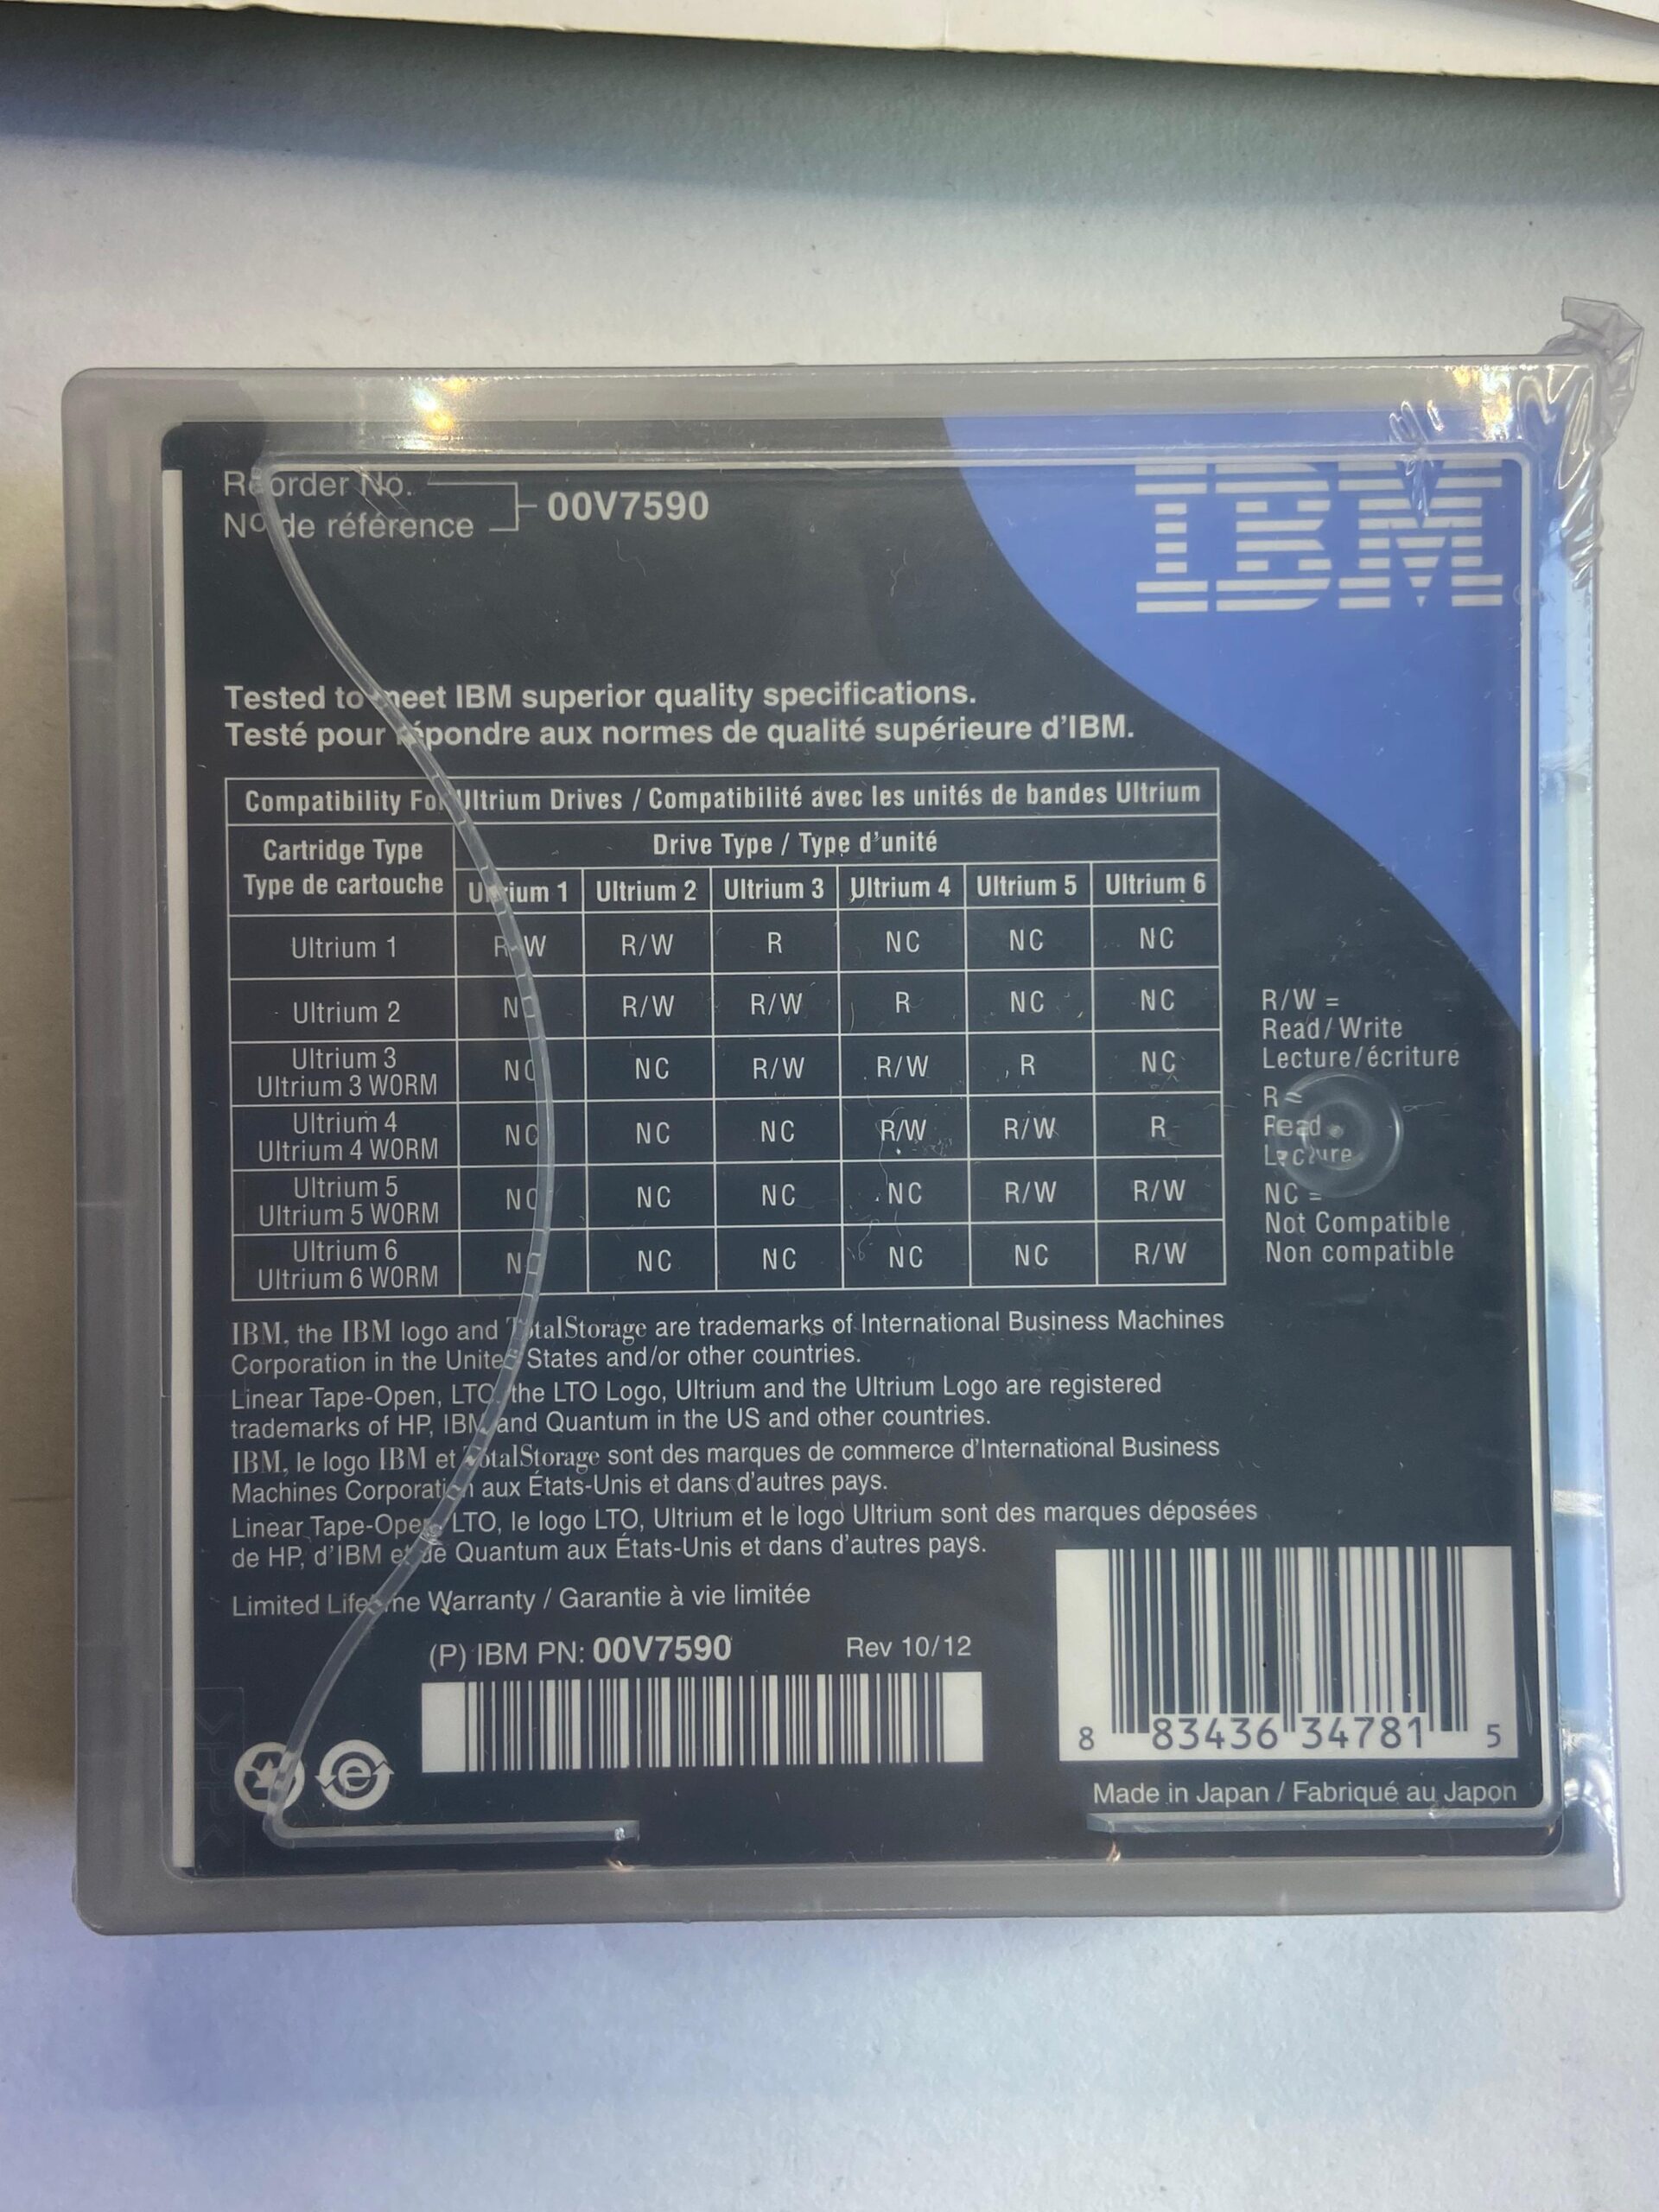 Reorder No.
No de référence
00V7590
IBM
Tested to meet IBM superior quality specifications.
Testé pour répondre aux normes de qualité supérieure d'IBM.
Compatibility For Ultrium Drives / Compatibilité avec les unités de bandes Ultrium
Cartridge Type
Type de cartouche
Drive Type / Type d'unité
Ultrium 1 Ultrium 2 Ultrium 3 Ultrium 4 Ultrium 5 Ultrium 6
Ultrium 1 R/W R/W R NC NC NC
Ultrium 2 NC R/W R/W R NC NC
Ultrium 3
Ultrium 3 WORM NC NC R/W R/W R NC
Ultrium 4
Ultrium 4 WORM NC NC NC R/W R/W R
Ultrium 5
Ultrium 5 WORM NC NC NC NC R/W R/W
Ultrium 6
Ultrium 6 WORM NC NC NC NC NC R/W
R/W =
Read/Write
Lecture/écriture
R =
Read
Lecture
NC =
Not Compatible
Non compatible
IBM, the IBM logo and TotalStorage are trademarks of International Business Machines
Corporation in the United States and/or other countries.
Linear Tape-Open, LTO, the LTO Logo, Ultrium and the Ultrium Logo are registered
trademarks of HP, IBM and Quantum in the US and other countries.
IBM, le logo IBM et TotalStorage sont des marques de commerce d'International Business
Machines Corporation aux États-Unis et dans d'autres pays.
Linear Tape-Open, LTO, le logo LTO, Ultrium et le logo Ultrium sont des marques déposées
de HP, d'IBM et de Quantum aux États-Unis et dans d'autres pays.
Limited Lifetime Warranty / Garantie à vie limitée
(P) IBM PN: 00V7590 Rev 10/12
8 83436 34781 5
Made in Japan / Fabriqué au Japon